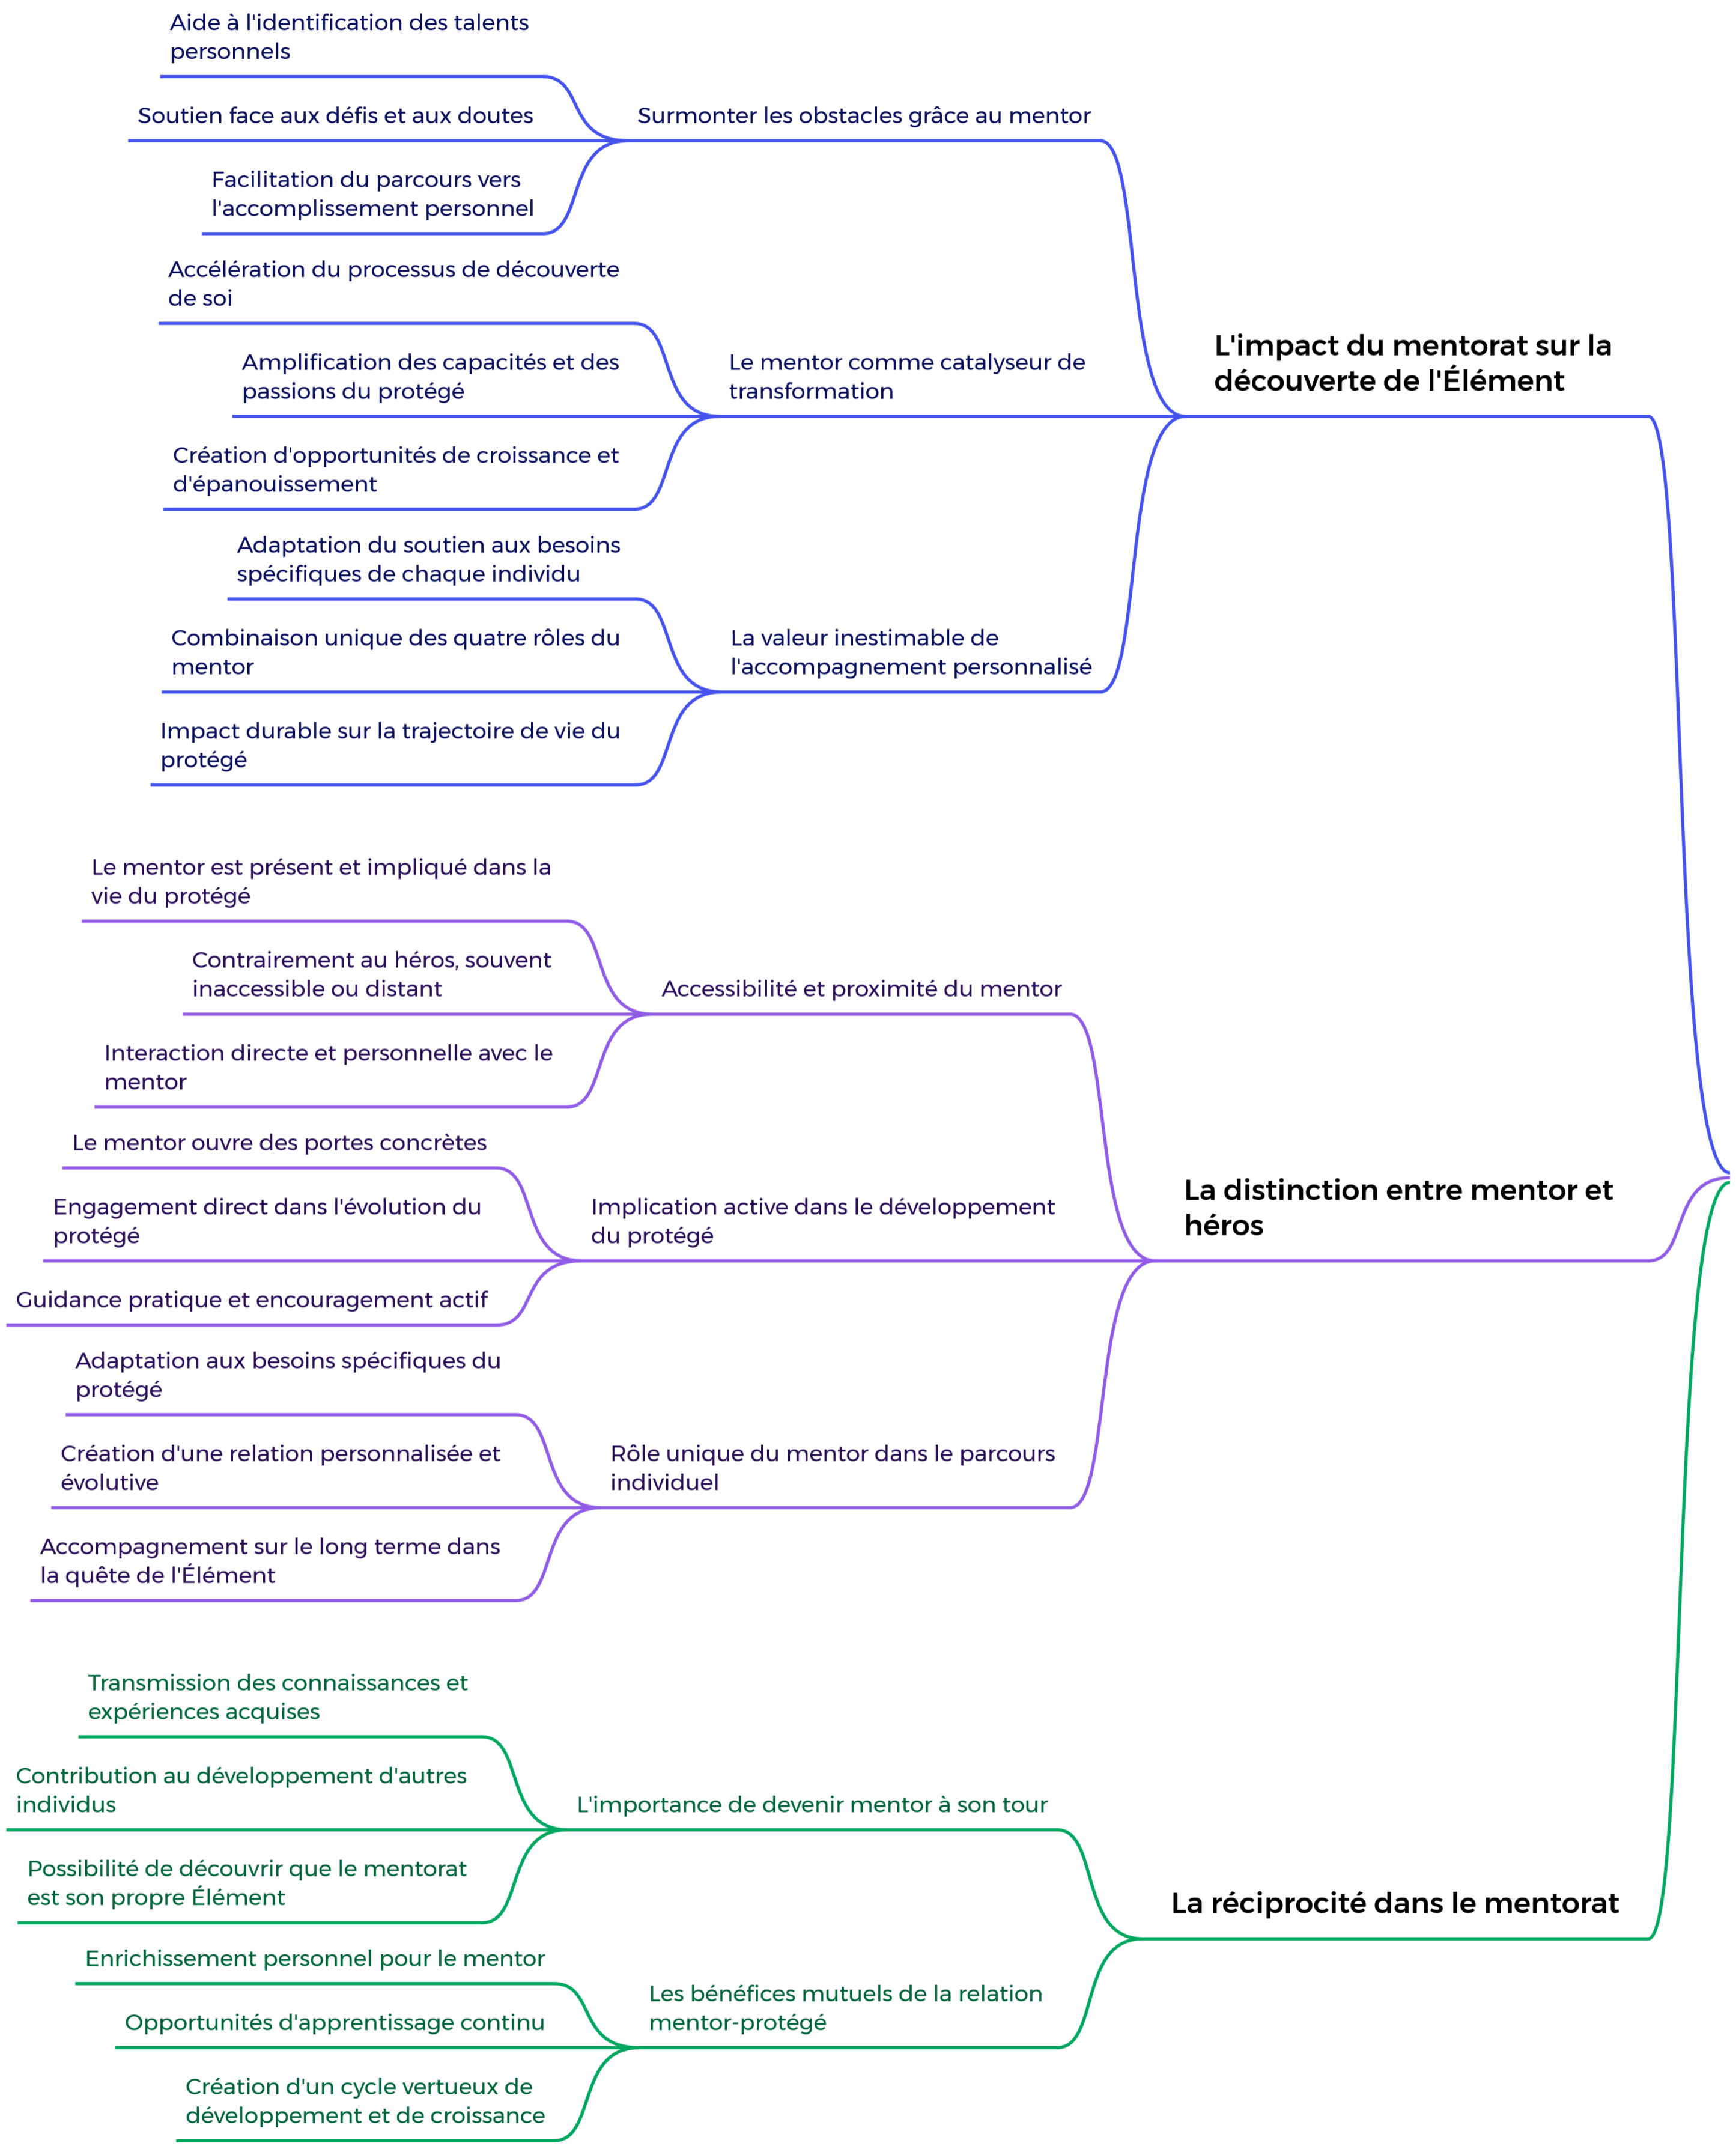 Aide à l'identification des talents
personnels
Soutien face aux défis et aux doutes
Surmonter les obstacles grâce au mentor
Facilitation du parcours vers
l'accomplissement personnel
Accélération du processus de découverte
de soi
Amplification des capacités et des
passions du protégé
Le mentor comme catalyseur de
transformation
Création d'opportunités de croissance et
d'épanouissement
L'impact du mentorat sur la
découverte de l'Élément
Adaptation du soutien aux besoins
spécifiques de chaque individu
Combinaison unique des quatre rôles du
mentor
La valeur inestimable de
l'accompagnement personnalisé
Impact durable sur la trajectoire de vie du
protégé
Le mentor est présent et impliqué dans la
vie du protégé
Contrairement au héros, souvent
inaccessible ou distant
Accessibilité et proximité du mentor
Interaction directe et personnelle avec le
mentor
Le mentor ouvre des portes concrètes
Engagement direct dans l'évolution du
protégé
Implication active dans le développement
du protégé
La distinction entre mentor et
héros
Guidance pratique et encouragement actif
Adaptation aux besoins spécifiques du
protégé
Création d'une relation personnalisée et
évolutive
Rôle unique du mentor dans le parcours
individuel
Accompagnement sur le long terme dans
la quête de l'Élément
Transmission des connaissances et
expériences acquises
Contribution au développement d'autres
individus
L'importance de devenir mentor à son tour
Possibilité de découvrir que le mentorat
est son propre Élément
La réciprocité dans le mentorat
Enrichissement personnel pour le mentor
Opportunités d'apprentissage continu
Les bénéfices mutuels de la relation
mentor-protégé
Création d'un cycle vertueux de
développement et de croissance